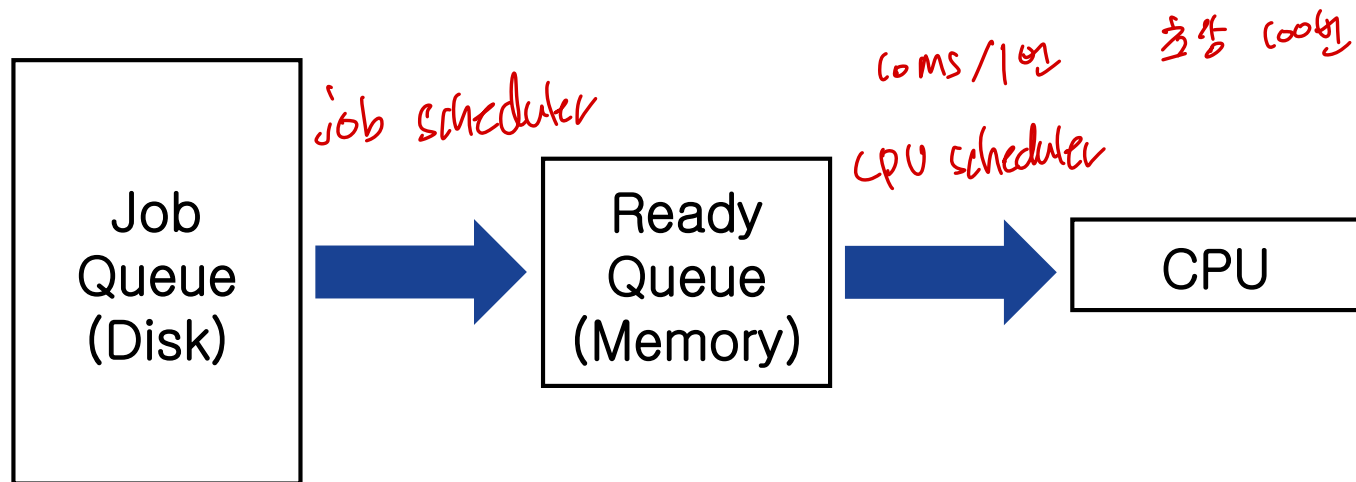 Job
Queue
(Disk)
job scheduler
Ready
Queue
(Memory)
10ms/1번
초당 100번
CPU scheduler
CPU